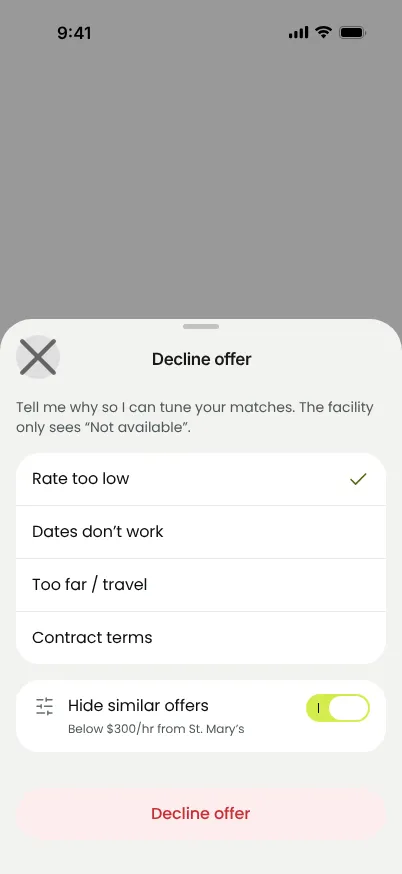 9:41
Decline offer
Tell me why so I can tune your matches. The facility
only sees “Not available”.
Rate too low
Dates don’t work
Too far / travel
Contract terms
Hide similar offers
Below $300/hr from St. Mary’s
Decline offer